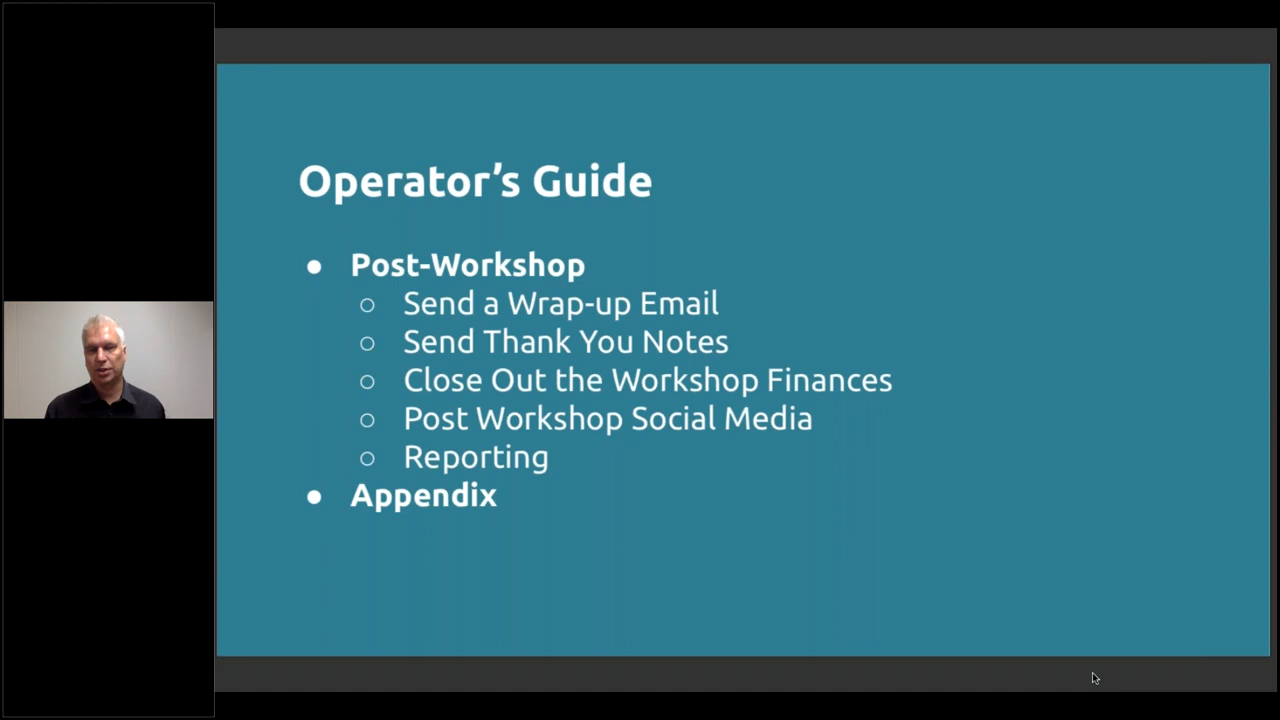 Operator’s Guide
● Post-Workshop
○ Send a Wrap-up Email
○ Send Thank You Notes
○ Close Out the Workshop Finances
○ Post Workshop Social Media
○ Reporting
● Appendix